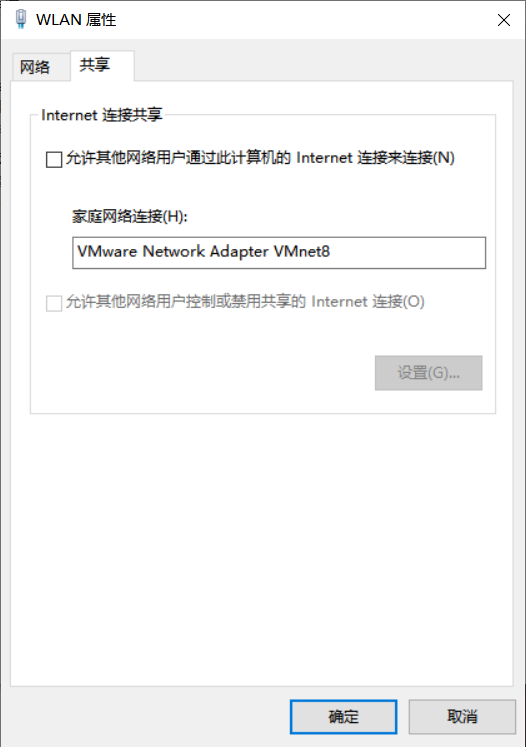 WLAN 属性
网络
共享
Internet 连接共享
允许其他网络用户通过此计算机的 Internet 连接来连接(N)
家庭网络连接(H):
VMware Network Adapter VMnet8
允许其他网络用户控制或禁用共享的 Internet 连接(O)
设置(G)...
确定
取消